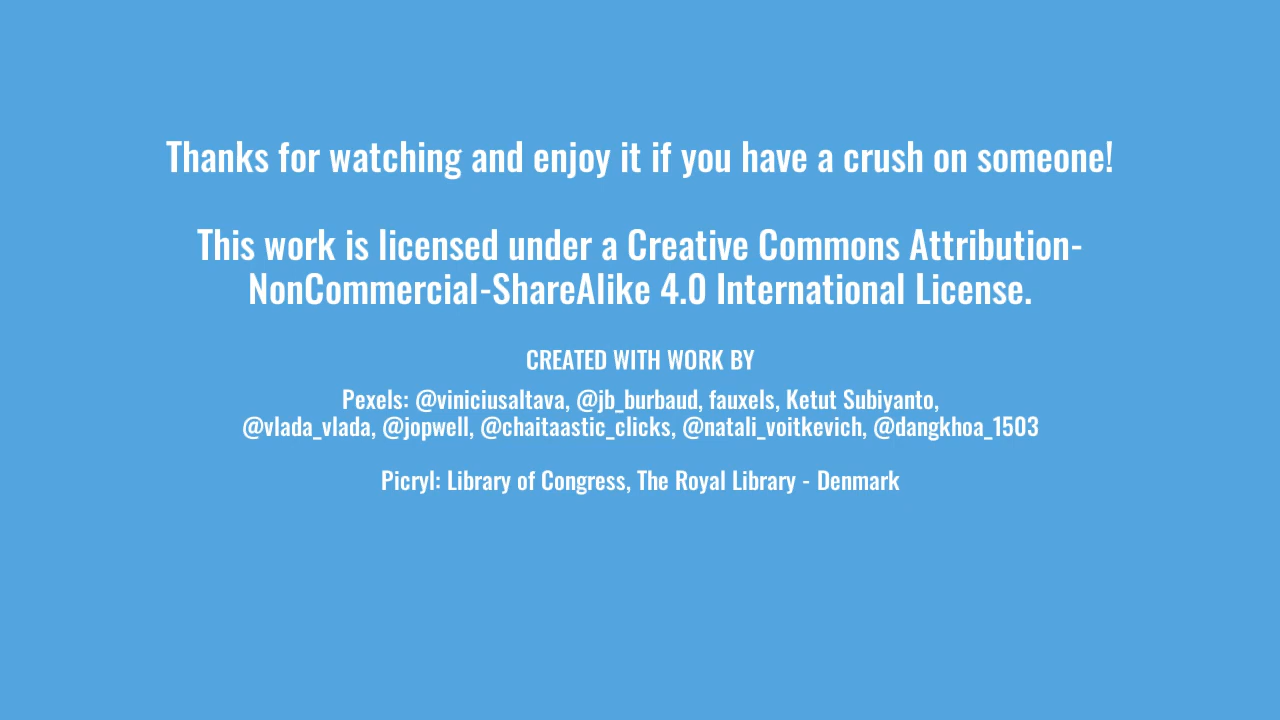 Thanks for watching and enjoy it if you have a crush on someone!
This work is licensed under a Creative Commons Attribution-
NonCommercial-ShareAlike 4.0 International License.
CREATED WITH WORK BY
Pexels: @viniciusaltava, @jb_burbaud, fauxels, Ketut Subiyanto,
@vlada_vlada, @jopwell, @chaitaastic_clicks, @natali_voitkevich, @dangkhoa_1503
Picryl: Library of Congress, The Royal Library - Denmark